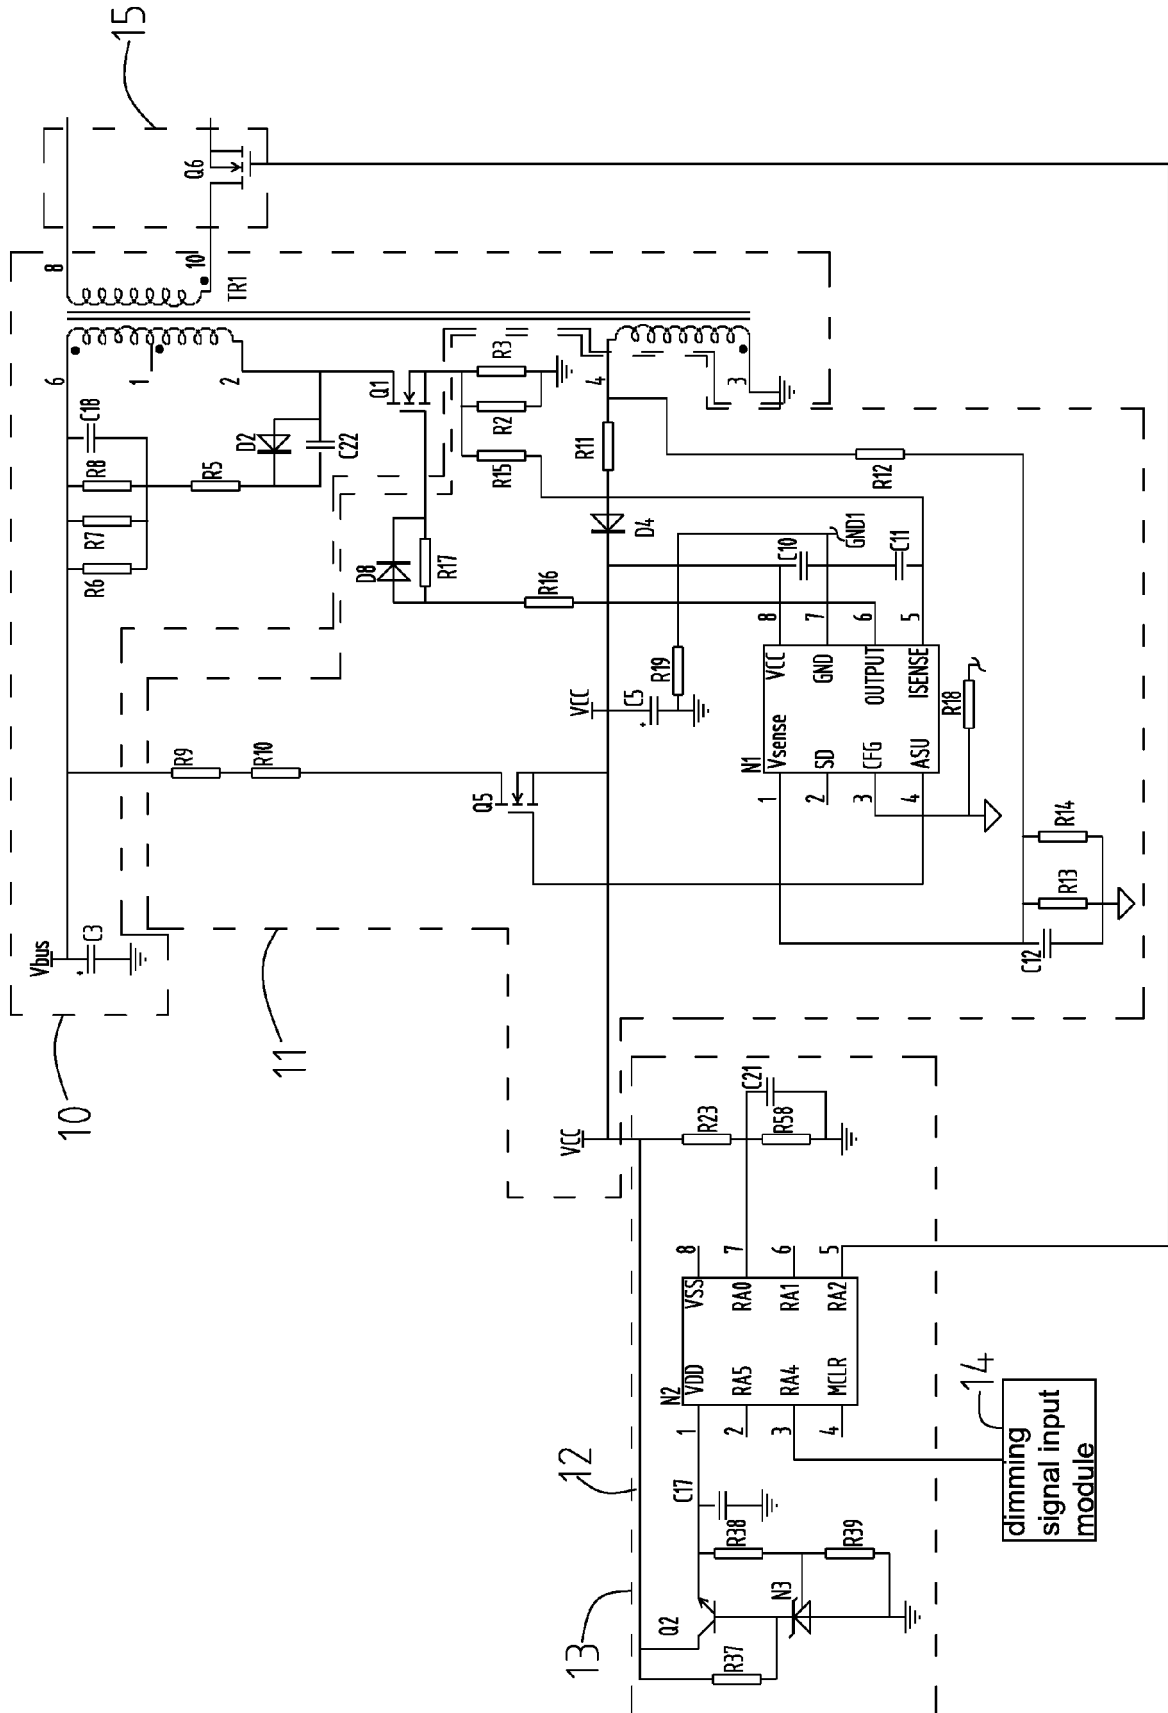 15
Q6
8
10
TR1
6
1
2
4
3
C18
R8
R7
R6
R5
D2
C22
Q1
R3
R2
R15
R11
R12
D8
R17
R16
D4
C10
GND1
C11
VCC
C5
+
R19
8
7
6
5
VCC
GND
OUTPUT
ISENSE
N1
Vsense
SD
CFG
ASU
R18
1
2
3
4
R9
R10
Q5
R14
R13
C12
Vbus
C3
+
10
11
VCC
R23
C21
R58
8
7
6
5
VSS
RA0
RA1
RA2
N2
VDD
RA5
RA4
MCLR
1
2
3
4
12
13
14
C17
R38
R39
Q2
N3
R37
dimming
signal input
module